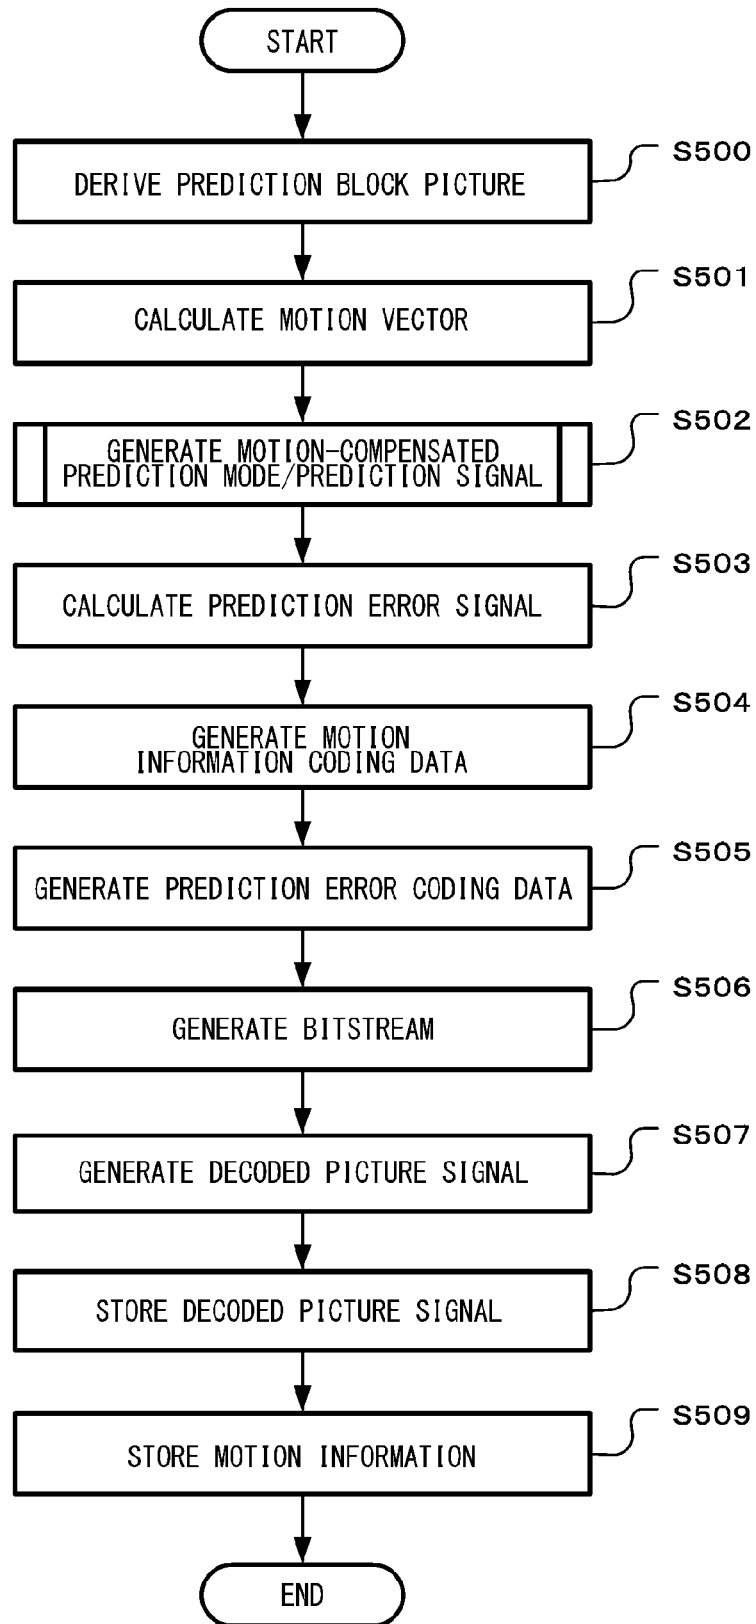 START
DERIVE PREDICTION BLOCK PICTURE
S500
CALCULATE MOTION VECTOR
S501
GENERATE MOTION-COMPENSATED
PREDICTION MODE/PREDICTION SIGNAL
S502
CALCULATE PREDICTION ERROR SIGNAL
S503
GENERATE MOTION
INFORMATION CODING DATA
S504
GENERATE PREDICTION ERROR CODING DATA
S505
GENERATE BITSTREAM
S506
GENERATE DECODED PICTURE SIGNAL
S507
STORE DECODED PICTURE SIGNAL
S508
STORE MOTION INFORMATION
S509
END